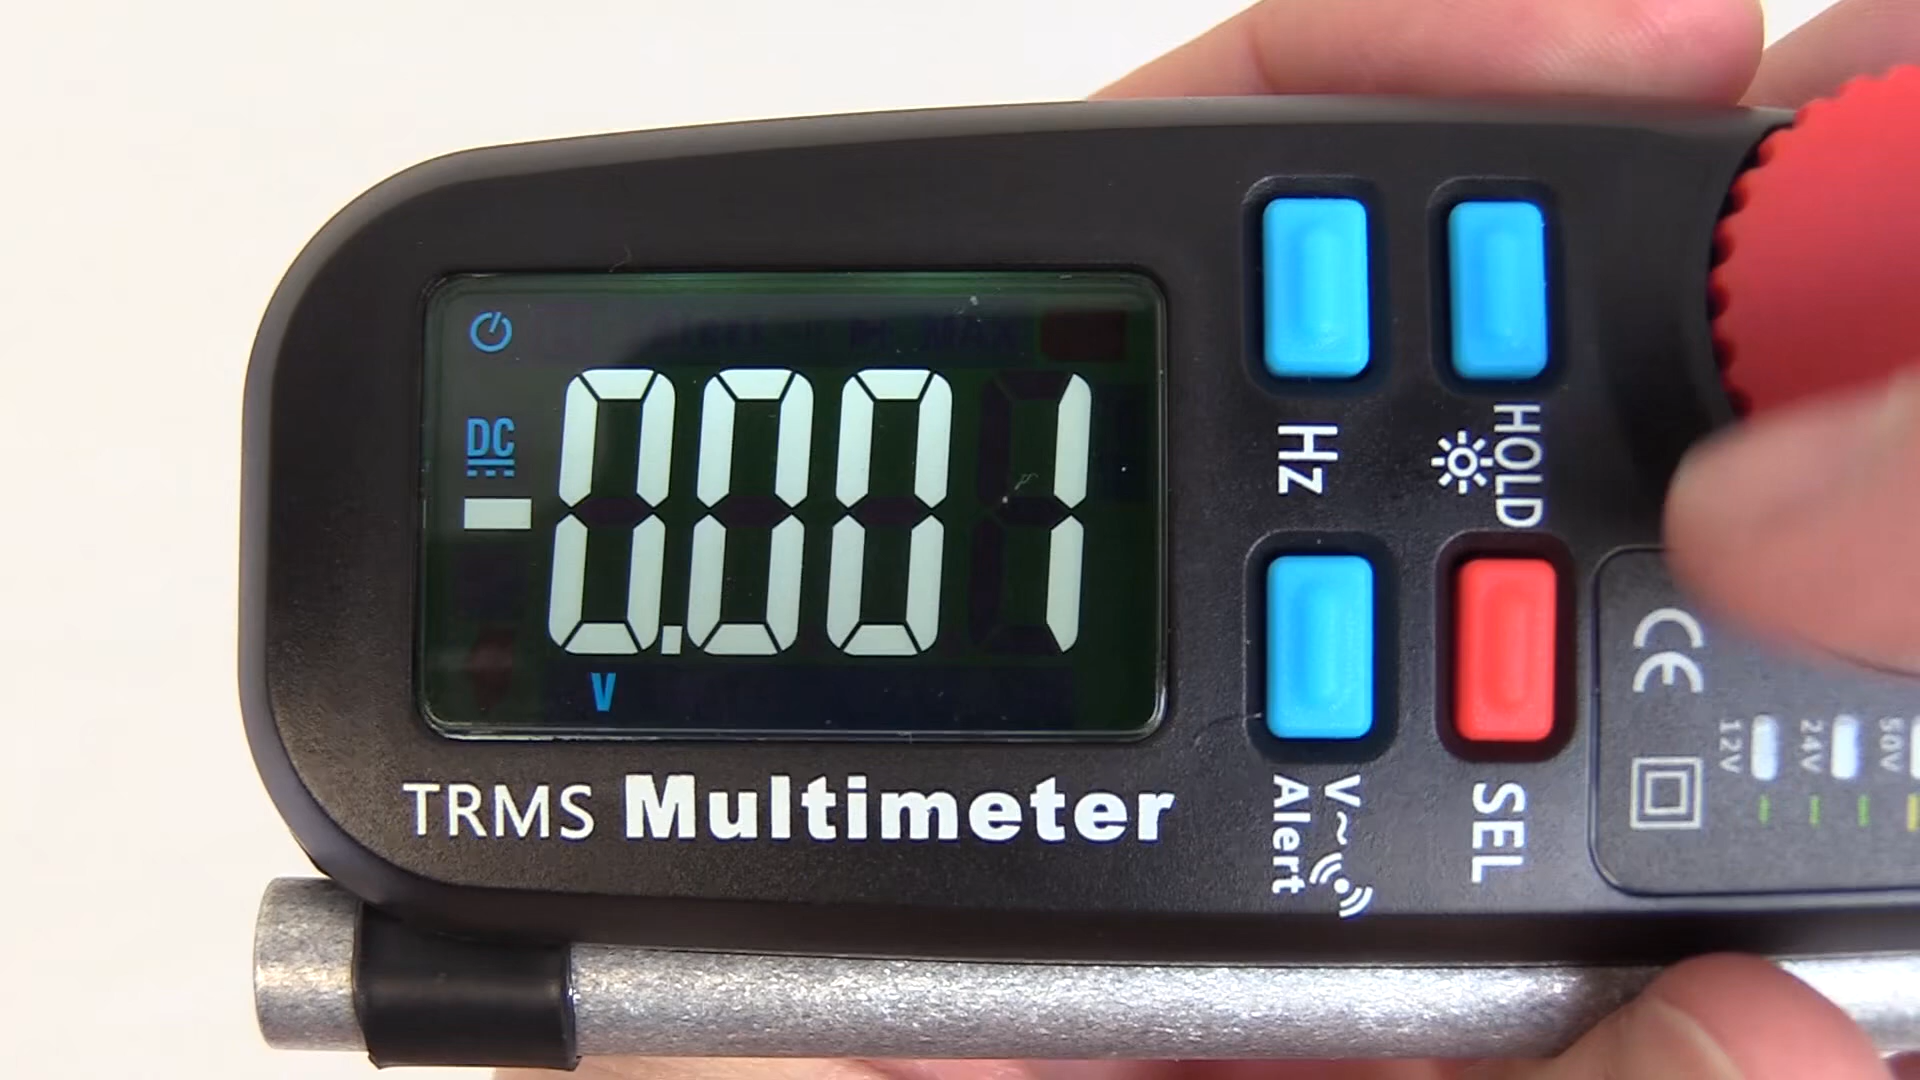 DC
-0.001
V
TRMS Multimeter
Hz
HOLD
V~
Alert
SEL
CE
12V
24V
50V